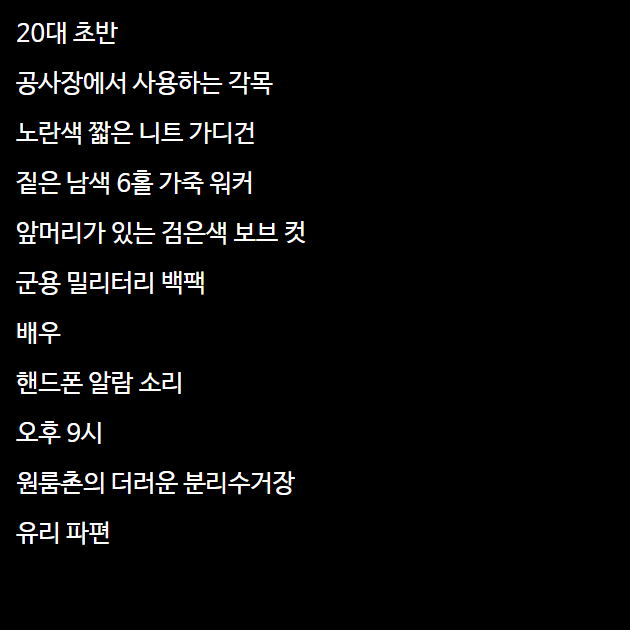 20대 초반
공사장에서 사용하는 각목
노란색 짧은 니트 가디건
짙은 남색 6홀 가죽 워커
앞머리가 있는 검은색 보브 컷
군용 밀리터리 백팩
배우
핸드폰 알람 소리
오후 9시
원룸촌의 더러운 분리수거장
유리 파편